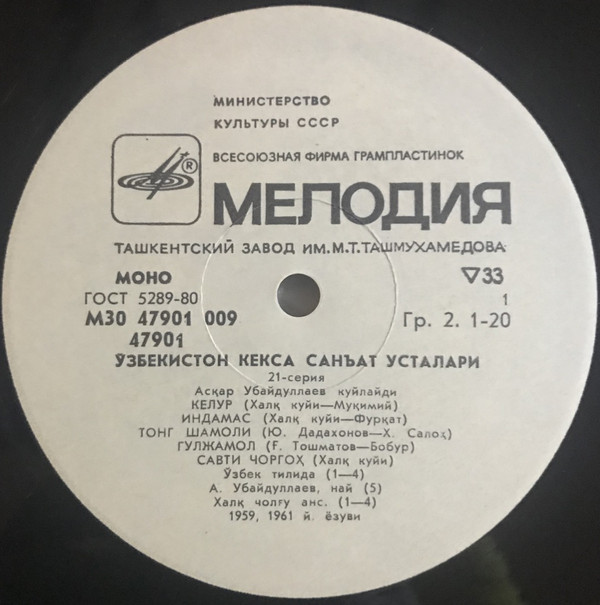 МИНИСТЕРСТВО
КУЛЬТУРЫ СССР
ВСЕСОЮЗНАЯ ФИРМА ГРАМПЛАСТИНОК
®
МЕЛОДИЯ
ТАШКЕНТСКИЙ ЗАВОД ИМ.М.Т.ТАШМУХАМЕДОВА
МОНО ▽33
ГОСТ 5289-80 1
М30 47901 009 Гр. 2. 1-20
47901
ЎЗБЕКИСТОН КЕКСА САНЪАТ УСТАЛАРИ
21-серия
Асқар Убайдуллаев куйлайди
КЕЛУР (Халқ куйи—Муқимий)
ИНДАМАС (Халқ куйи—Фурқат)
ТОНГ ШАМОЛИ (Ю. Дадахонов—Х. Салоҳ)
ГУЛЖАМОЛ (Ғ. Тошматов—Бобур)
САВТИ ЧОРГОҲ (Халқ куйи)
Ўзбек тилида (1—4)
А. Убайдуллаев, най (5)
Халқ чолғу анс. (1—4)
1959, 1961 й. ёзуви